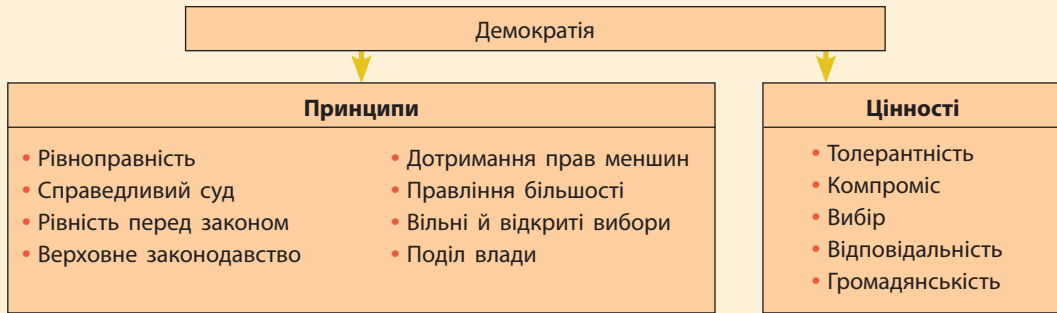 Демократія
Принципи
• Рівноправність
• Справедливий суд
• Рівність перед законом
• Верховне законодавство
• Дотримання прав меншин
• Правління більшості
• Вільні й відкриті вибори
• Поділ влади
Цінності
• Толерантність
• Компроміс
• Вибір
• Відповідальність
• Громадянськість